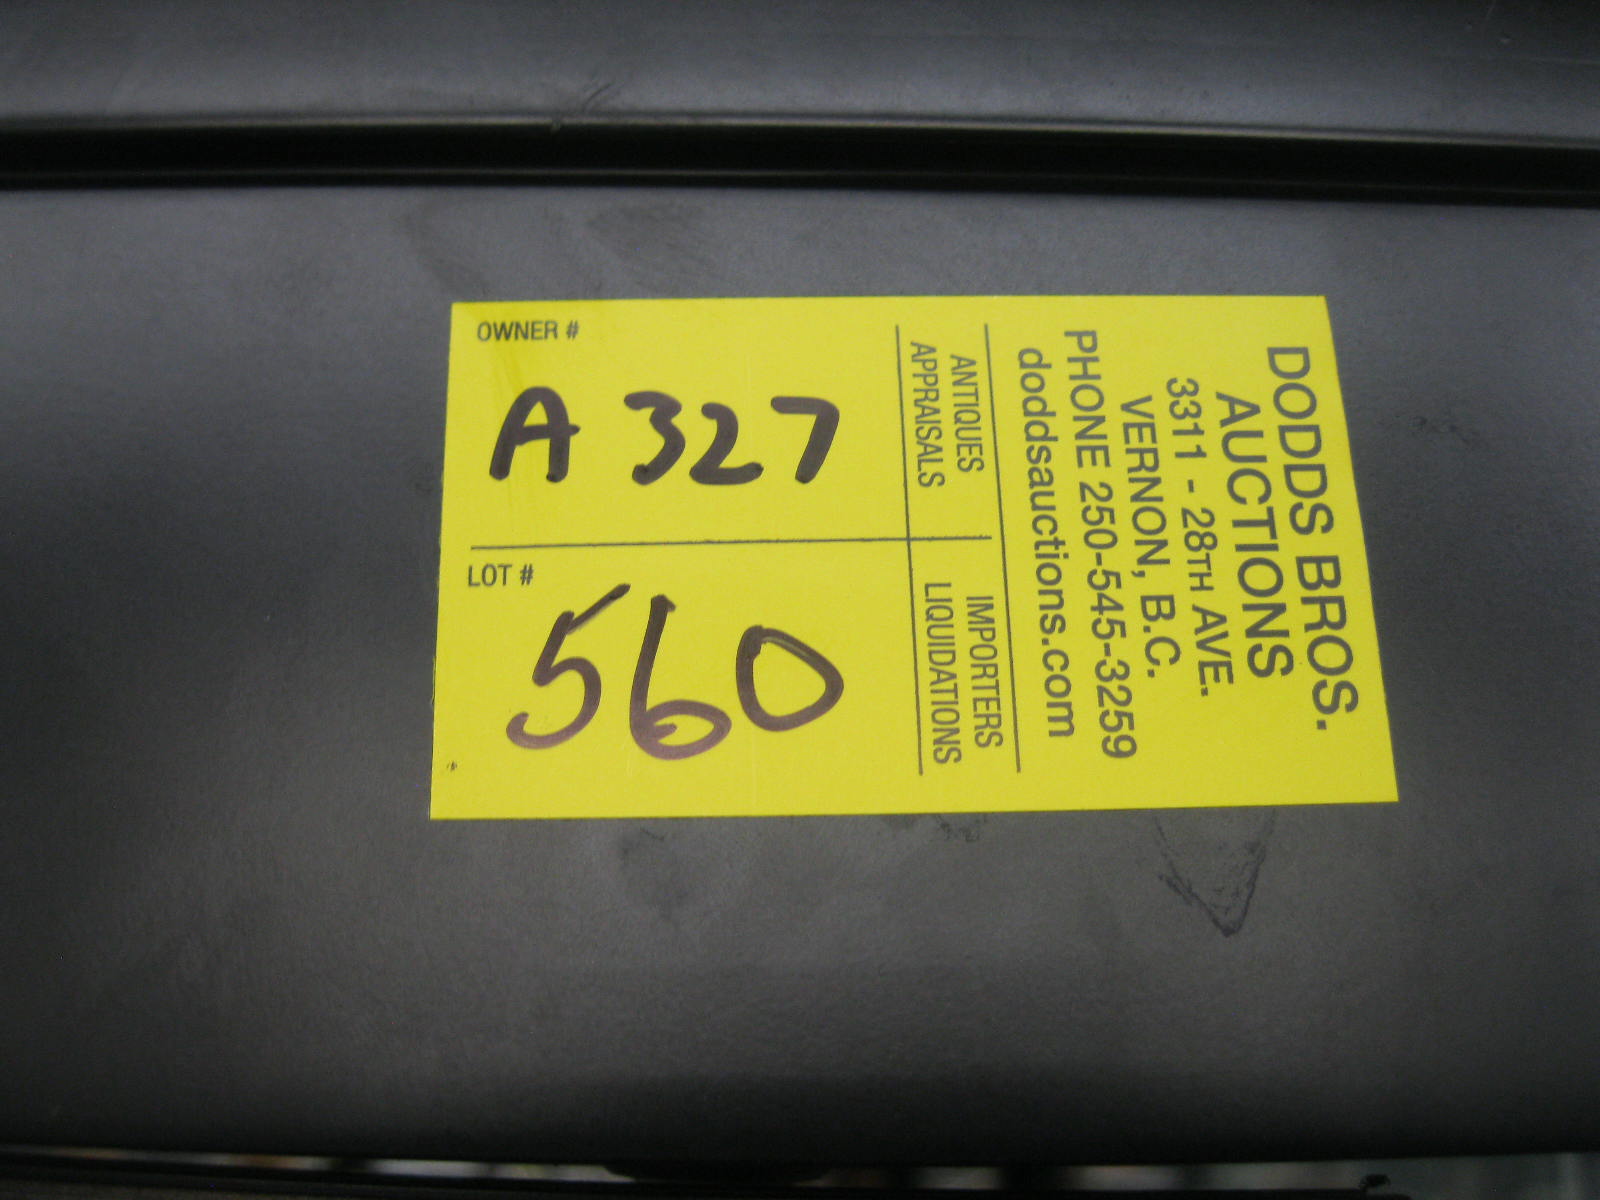 DODDS BROS.
AUCTIONS
3311 - 28TH AVE.
VERNON, B.C.
PHONE 250-545-3259
doddsauctions.com
ANTIQUES
APPRAISALS
IMPORTERS
LIQUIDATIONS
OWNER #
A 327
LOT #
560